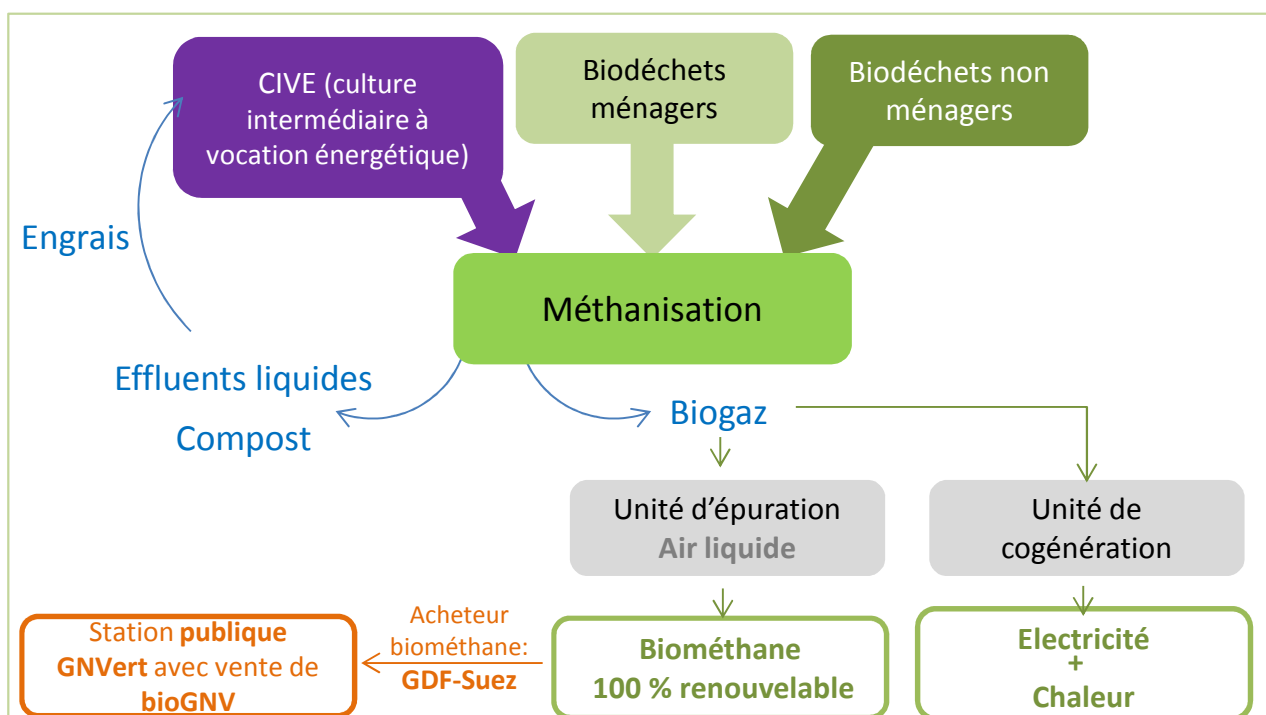 CIVE (culture
intermédiaire à
vocation énergétique)
Biodéchets
ménagers
Biodéchets non
ménagers
Engrais
Méthanisation
Effluents liquides
Compost
Biogaz
Unité d'épuration
Air liquide
Unité de
cogénération
Station publique
GNVert avec vente de
bioGNV
Acheteur
biométhane:
GDF-Suez
Biométhane
100 % renouvelable
Electricité
+
Chaleur